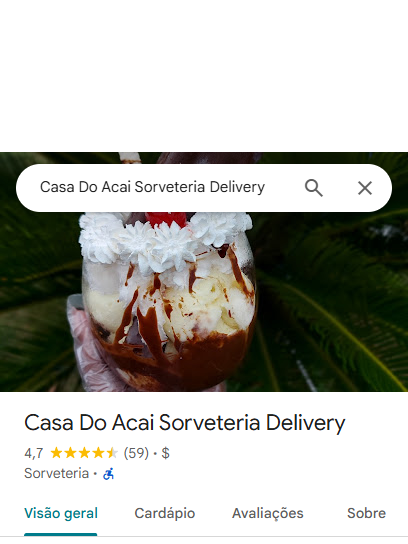 Casa Do Acai Sorveteria Delivery
Casa Do Acai Sorveteria Delivery
4,7 (59) · $
Sorveteria ·
Visão geral Cardápio Avaliações Sobre